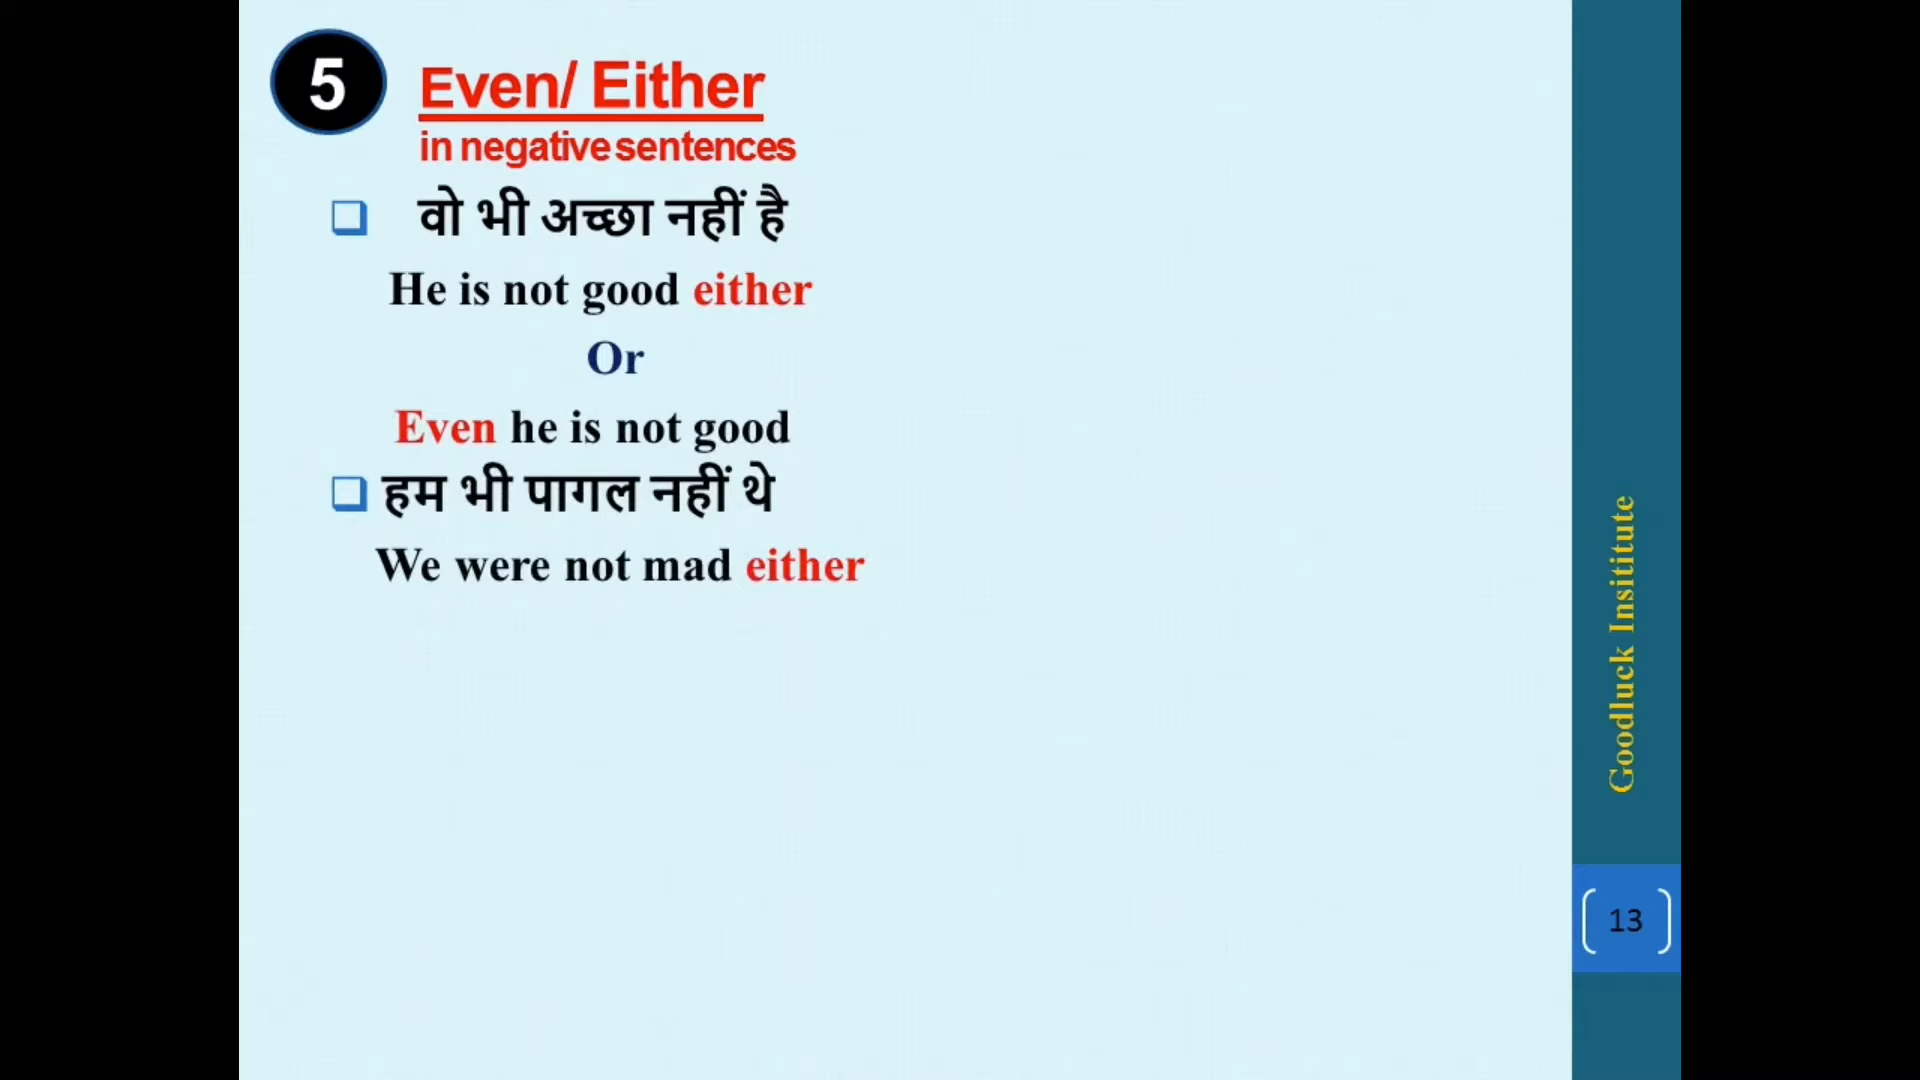 5
Even/ Either
in negative sentences
वो भी अच्छा नहीं है
He is not good either
Or
Even he is not good
हम भी पागल नहीं थे
We were not mad either
Goodluck Insititute
13